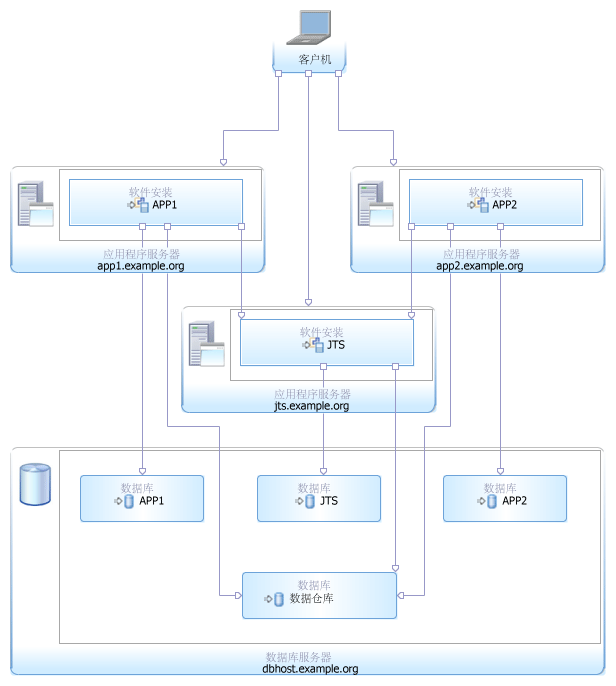 客户机
软件安装
APP1
应用程序服务器
app1.example.org
软件安装
APP2
应用程序服务器
app2.example.org
软件安装
JTS
应用程序服务器
jts.example.org
数据库
APP1
数据库
JTS
数据库
APP2
数据库
数据仓库
数据库服务器
dbhost.example.org